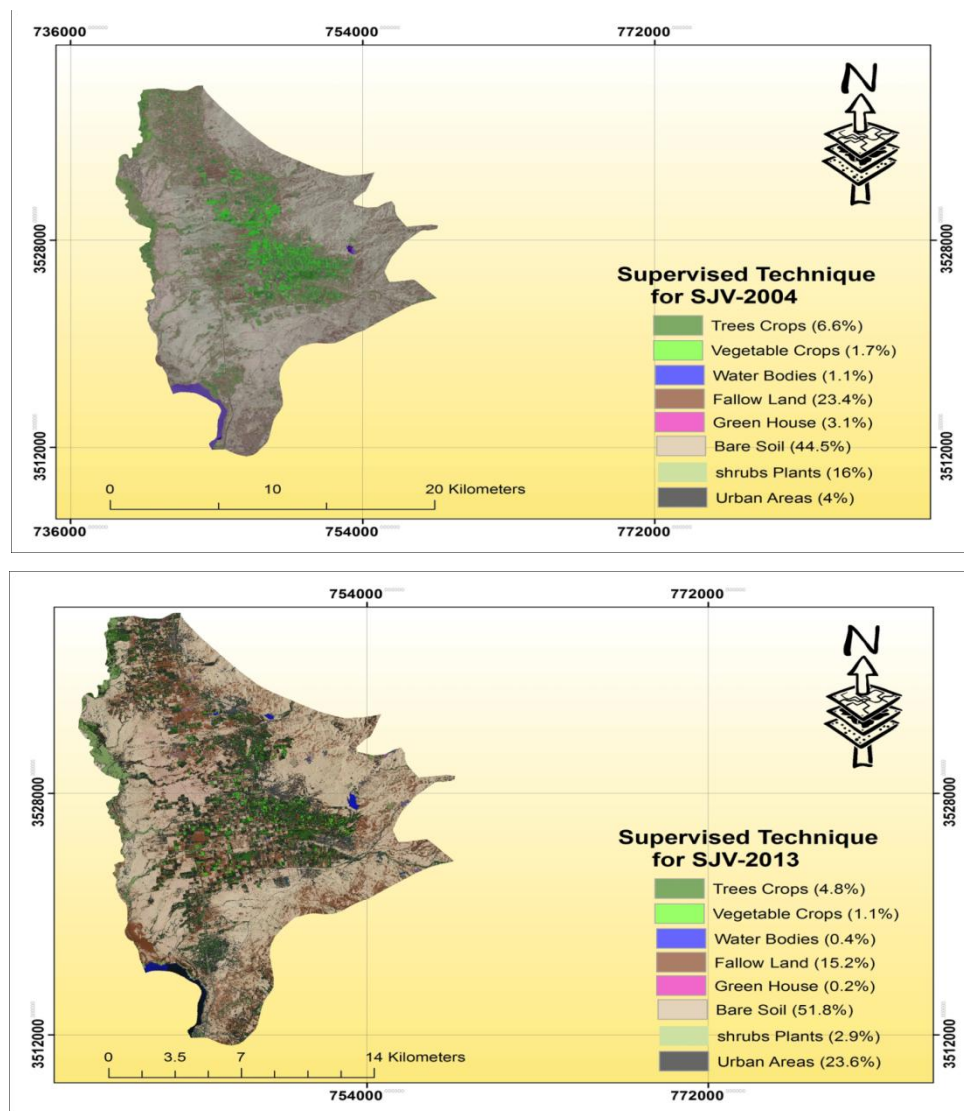 736000 754000 772000
N
3528000 3528000
Supervised Technique
for SJV-2004
Trees Crops (6.6%)
Vegetable Crops (1.7%)
Water Bodies (1.1%)
Fallow Land (23.4%)
Green House (3.1%)
Bare Soil (44.5%)
shrubs Plants (16%)
Urban Areas (4%)
3512000 3512000
0 10 20 Kilometers
736000 754000 772000
754000 772000
N
3528000 3528000
Supervised Technique
for SJV-2013
Trees Crops (4.8%)
Vegetable Crops (1.1%)
Water Bodies (0.4%)
Fallow Land (15.2%)
Green House (0.2%)
Bare Soil (51.8%)
shrubs Plants (2.9%)
Urban Areas (23.6%)
3512000 3512000
0 3.5 7 14 Kilometers
754000 772000